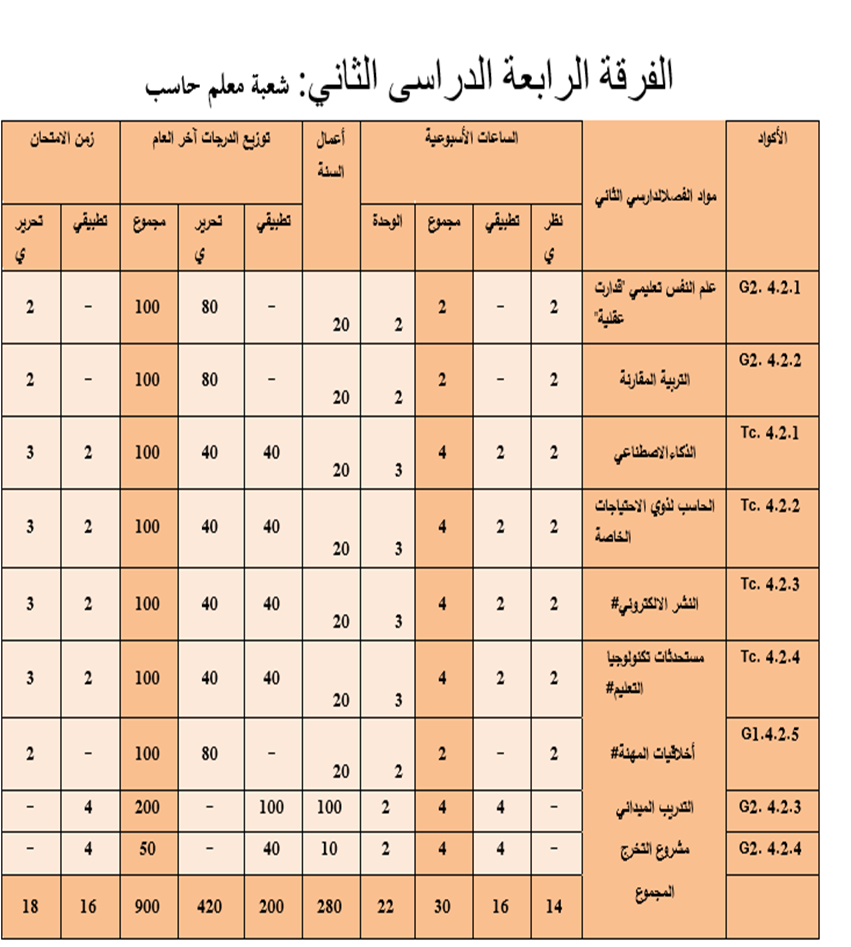 الفرقة الرابعة الدراسى الثاني: شعبة معلم حاسب
الأكواد مواد الفصلالدارسي الثاني الساعات الأسبوعية أعمال السنة توزيع الدرجات آخر العام زمن الامتحان
نظري تطبيقي مجموع الوحدة تطبيقي تحريري مجموع تطبيقي تحريري
G2. 4.2.1 علم النفس تعليمي "قدارت عقلية" 2 - 2 2 20 - 80 100 - 2
G2. 4.2.2 التربية المقارنة 2 - 2 2 20 - 80 100 - 2
Tc. 4.2.1 الذكاءالاصطناعي 2 2 4 3 20 40 40 100 2 3
Tc. 4.2.2 الحاسب لذوي الاحتياجات الخاصة 2 2 4 3 20 40 40 100 2 3
Tc. 4.2.3 النشر الالكتروني# 2 2 4 3 20 40 40 100 2 3
Tc. 4.2.4 مستحدثات تكنولوجيا التعليم# 2 2 4 3 20 40 40 100 2 3
G1.4.2.5 أخلاقيات المهنة# 2 - 2 2 20 - 80 100 - 2
G2. 4.2.3 التدريب الميداني - 4 4 2 100 100 - 200 4 -
G2. 4.2.4 مشروع التخرج - 4 4 2 10 40 - 50 4 -
المجموع 14 16 30 22 280 200 420 900 16 18